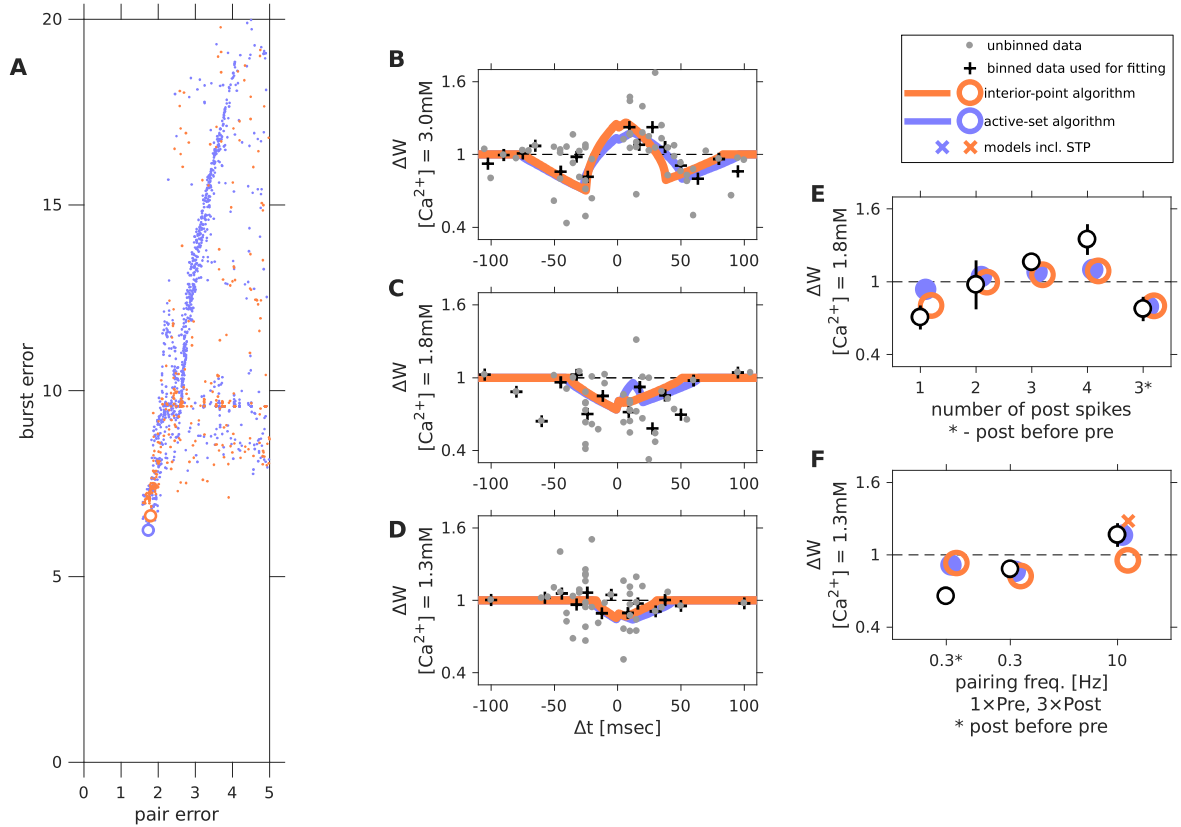 A
20
15
10
5
0
burst error
0 1 2 3 4 5
pair error
B
ΔW
[Ca²⁺] = 3.0mM
1.6
1
0.4
-100 -50 0 50 100
C
ΔW
[Ca²⁺] = 1.8mM
1.6
1
0.4
-100 -50 0 50 100
D
ΔW
[Ca²⁺] = 1.3mM
1.6
1
0.4
-100 -50 0 50 100
Δt [msec]
unbinned data
binned data used for fitting
interior-point algorithm
active-set algorithm
models incl. STP
E
ΔW
[Ca²⁺] = 1.8mM
1.6
1
0.4
1 2 3 4 3*
number of post spikes
* - post before pre
F
ΔW
[Ca²⁺] = 1.3mM
1.6
1
0.4
0.3* 0.3 10
pairing freq. [Hz]
1×Pre, 3×Post
* post before pre